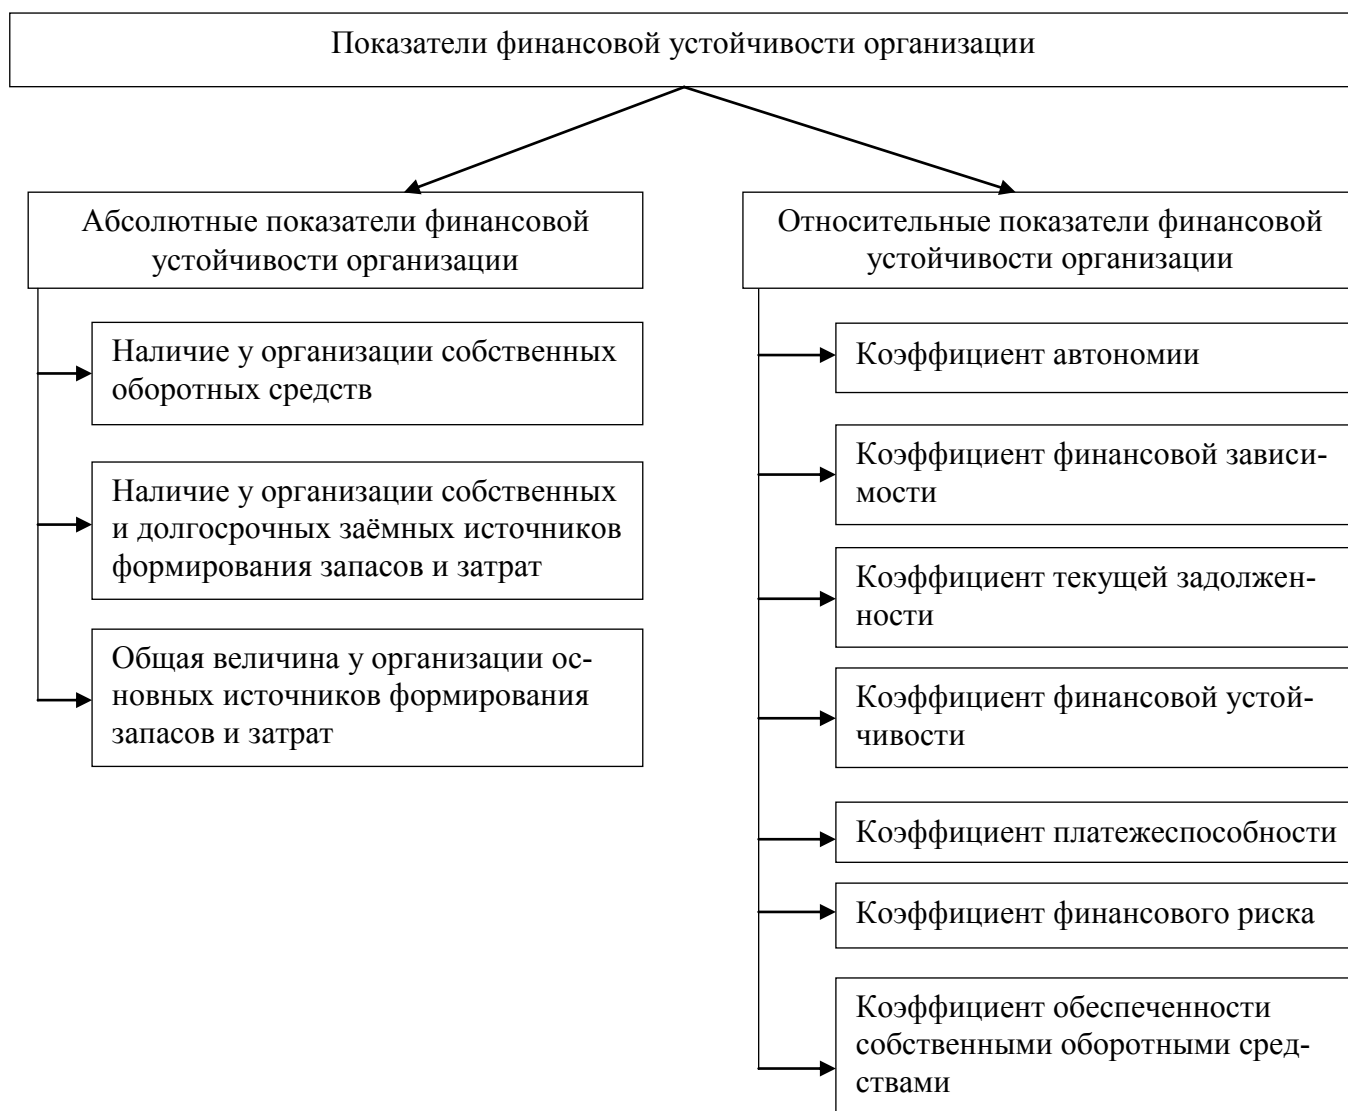 Показатели финансовой устойчивости организации
Абсолютные показатели финансовой
устойчивости организации
Наличие у организации собственных
оборотных средств
Наличие у организации собственных
и долгосрочных заёмных источников
формирования запасов и затрат
Общая величина у организации ос-
новных источников формирования
запасов и затрат
Относительные показатели финансовой
устойчивости организации
Коэффициент автономии
Коэффициент финансовой зависи-
мости
Коэффициент текущей задолжен-
ности
Коэффициент финансовой устой-
чивости
Коэффициент платежеспособности
Коэффициент финансового риска
Коэффициент обеспеченности
собственными оборотными сред-
ствами